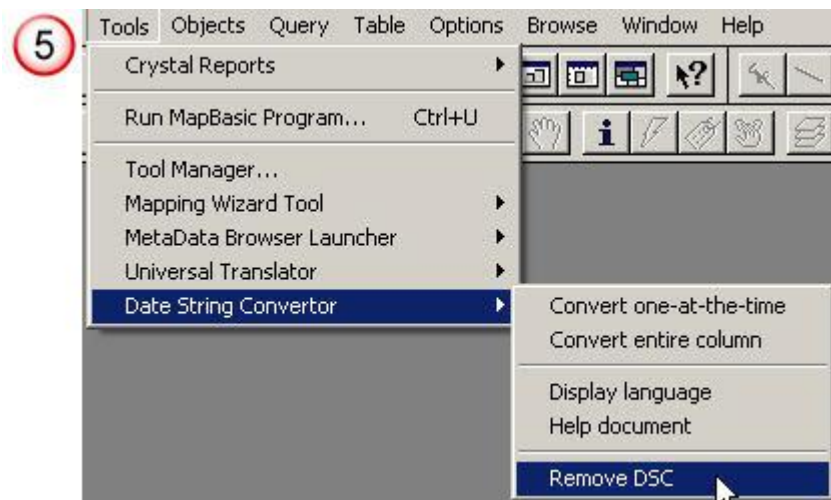 5
Tools Objects Query Table Options Browse Window Help
Crystal Reports
Run MapBasic Program... Ctrl+U
Tool Manager...
Mapping Wizard Tool
MetaData Browser Launcher
Universal Translator
Date String Convertor
Convert one-at-the-time
Convert entire column
Display language
Help document
Remove DSC